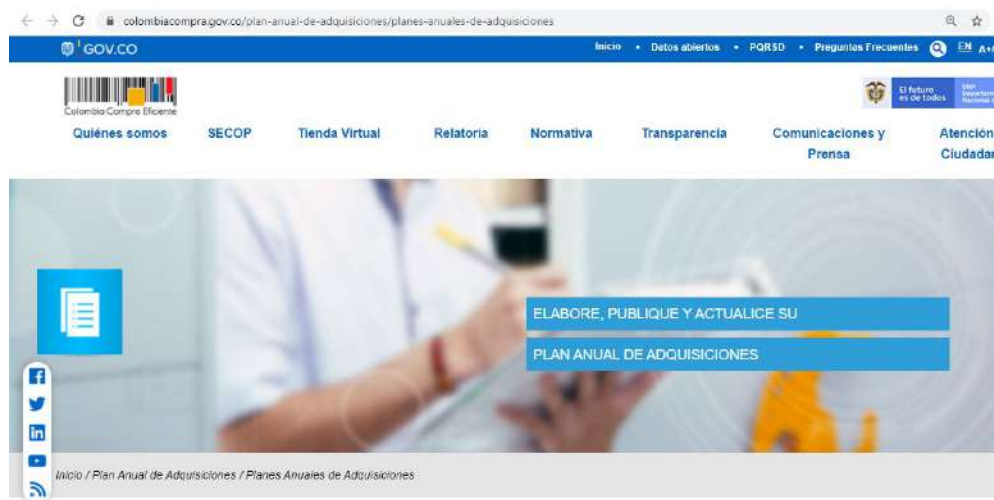 colombiacompra.gov.co/plan-anual-de-adquisiciones/planes-anuales-de-adquisiciones
GOV.CO
Inicio • Datos abiertos • PQRSD • Preguntas Frecuentes EN
Colombia Compra Eficiente
El futuro
es de todos
Quiénes somos SECOP Tienda Virtual Relatoria Normativa Transparencia Comunicaciones y Prensa Atención
ELABORE, PUBLIQUE Y ACTUALICE SU
PLAN ANUAL DE ADQUISICIONES
Inicio / Plan Anual de Adquisiciones / Planes Anuales de Adquisiciones